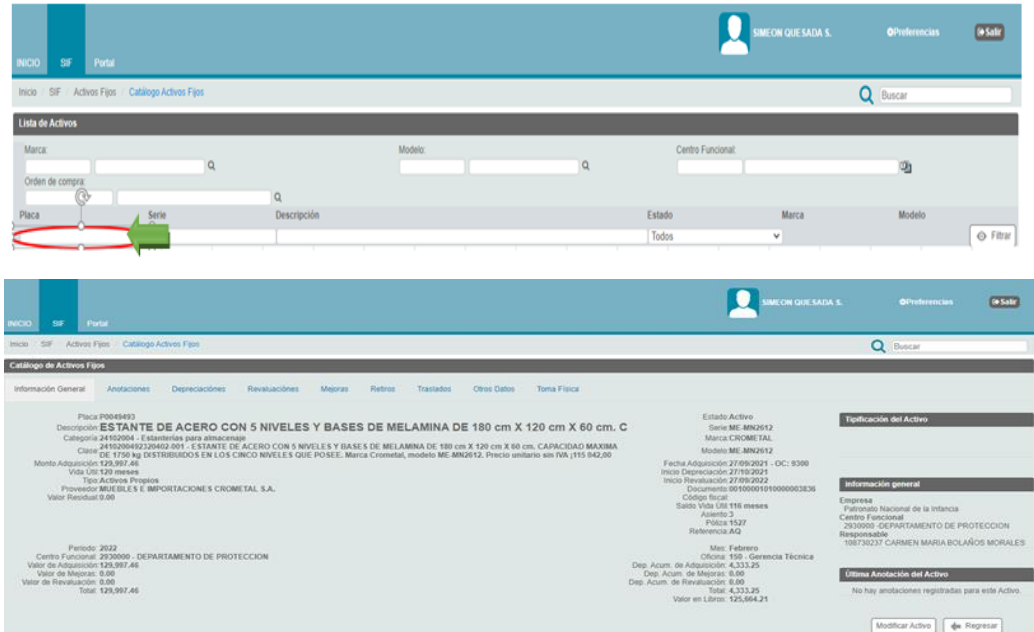 SIMEON QUESADA S.
Preferencias
Salir
INICIO SIF Portal
Inicio / SIF / Activos Fijos / Catálogo Activos Fijos
Buscar
Lista de Activos
Marca: Modelo: Centro Funcional:
Orden de compra:
Placa Serie Descripción Estado Marca Modelo
Todos
Filtrar
SIMEON QUESADA S.
Preferencias
Salir
INICIO SIF Portal
Inicio / SIF / Activos Fijos / Catálogo Activos Fijos
Buscar
Catálogo de Activos Fijos
Información General Anotaciones Depreciaciónes Revaluaciónes Mejoras Retiros Traslados Otros Datos Toma Física
Placa: P0049493
Descripción: ESTANTE DE ACERO CON 5 NIVELES Y BASES DE MELAMINA DE 180 cm X 120 cm X 60 cm. C
Categoría: 24102004 - Estanterías para almacenaje
Clase: 2410200492320402-001 - ESTANTE DE ACERO CON 5 NIVELES Y BASES DE MELAMINA DE 180 cm X 120 cm X 60 cm. CAPACIDAD MAXIMA
DE 1750 kg DISTRIBUIDOS EN LOS CINCO NIVELES QUE POSEE. Marca Crometal, modelo ME-MN2612. Precio unitario sin IVA ¡115 042,00
Monto Adquisición: 129,997.46
Vida Útil: 120 meses
Tipo: Activos Propios
Proveedor: MUEBLES E IMPORTACIONES CROMETAL S.A.
Valor Residual: 0.00
Periodo: 2022
Centro Funcional: 2930000 - DEPARTAMENTO DE PROTECCION
Valor de Adquisición: 129,997.46
Valor de Mejoras: 0.00
Valor de Revaluación: 0.00
Total: 129,997.46
Estado: Activo
Serie: ME-MN2612
Marca: CROMETAL
Modelo: ME-MN2612
Fecha Adquisición: 27/09/2021 - OC: 9300
Inicio Depreciación: 27/10/2021
Inicio Revaluación: 27/09/2022
Documento: 00100001010000003836
Código fiscal:
Saldo Vida Útil: 116 meses
Asiento: 3
Póliza: 1527
Referencia: AQ
Mes: Febrero
Oficina: 150 - Gerencia Técnica
Dep. Acum. de Adquisición: 4,333.25
Dep. Acum. de Mejoras: 0.00
Dep. Acum. de Revaluación: 0.00
Total: 4,333.25
Valor en Libros: 125,664.21
Tipificación del Activo
Información general
Empresa
Patronato Nacional de la Infancia
Centro Funcional
2930000 -DEPARTAMENTO DE PROTECCION
Responsable
108730237 CARMEN MARIA BOLAÑOS MORALES
Última Anotación del Activo
No hay anotaciones registradas para este Activo.
Modificar Activo Regresar